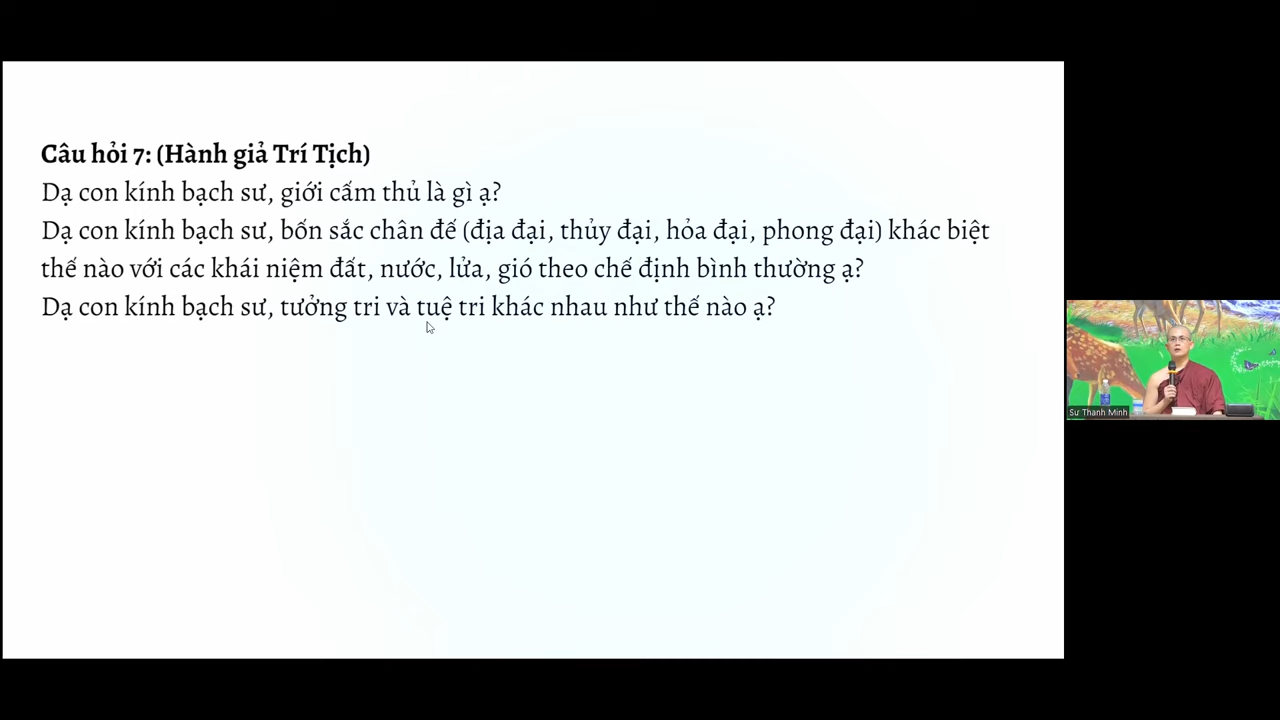 Câu hỏi 7: (Hành giả Trí Tịch)
Dạ con kính bạch sư, giới cấm thủ là gì ạ?
Dạ con kính bạch sư, bốn sắc chân đế (địa đại, thủy đại, hỏa đại, phong đại) khác biệt
thế nào với các khái niệm đất, nước, lửa, gió theo chế định bình thường ạ?
Dạ con kính bạch sư, tưởng tri và tuệ tri khác nhau như thế nào ạ?
Sư Thanh Minh